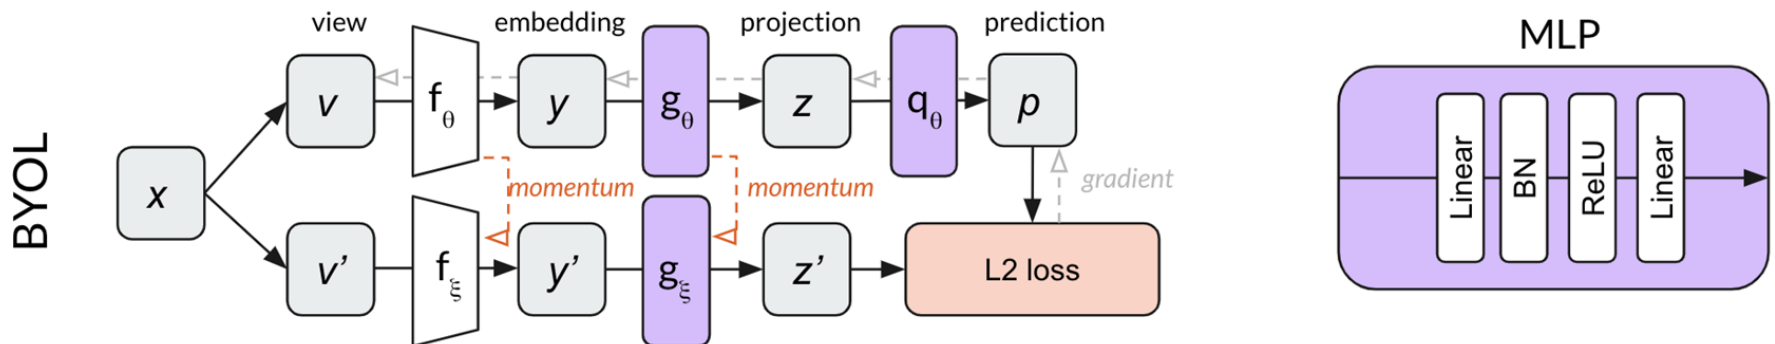 BYOL
view
embedding
projection
prediction
MLP
x
v
fθ
y
gθ
z
qθ
p
momentum
momentum
gradient
v’
fξ
y’
gξ
z’
L2 loss
Linear
BN
ReLU
Linear